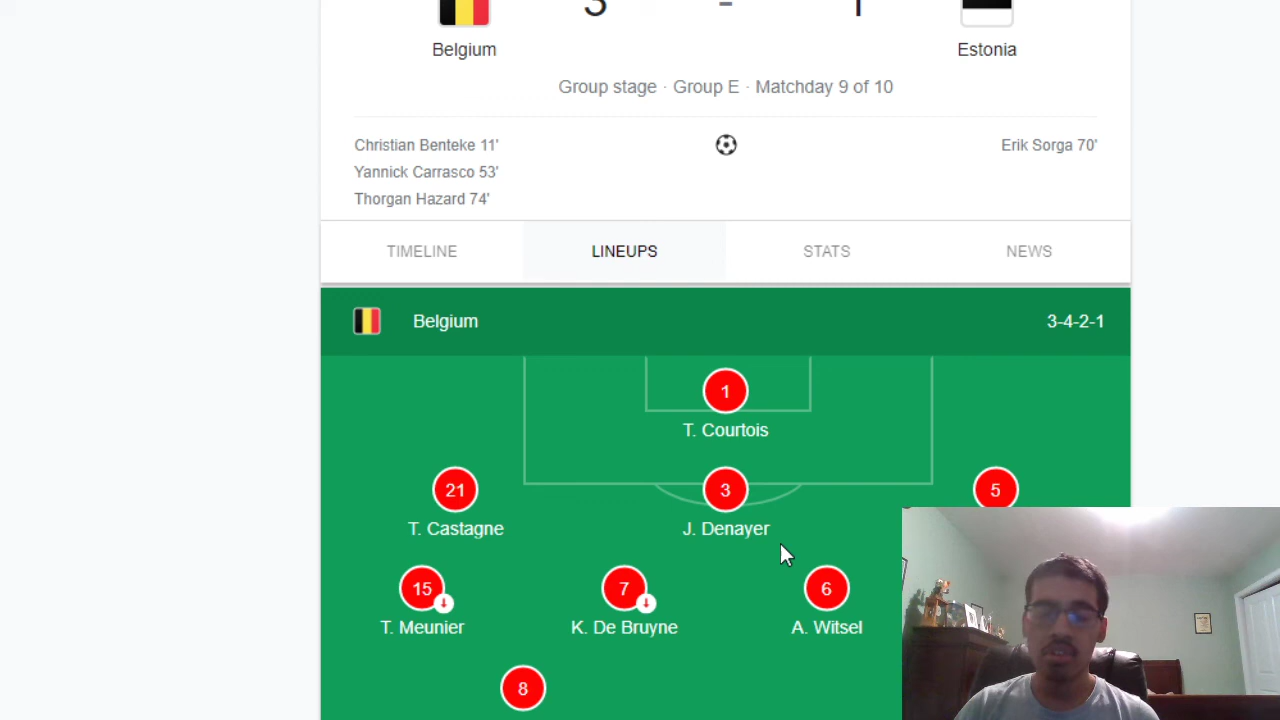 3 - 1
Belgium
Estonia
Group stage · Group E · Matchday 9 of 10
Christian Benteke 11'
Erik Sorga 70'
Yannick Carrasco 53'
Thorgan Hazard 74'
TIMELINE
LINEUPS
STATS
NEWS
Belgium
3-4-2-1
1
T. Courtois
21
3
5
T. Castagne
J. Denayer
15
7
6
T. Meunier
K. De Bruyne
A. Witsel
8